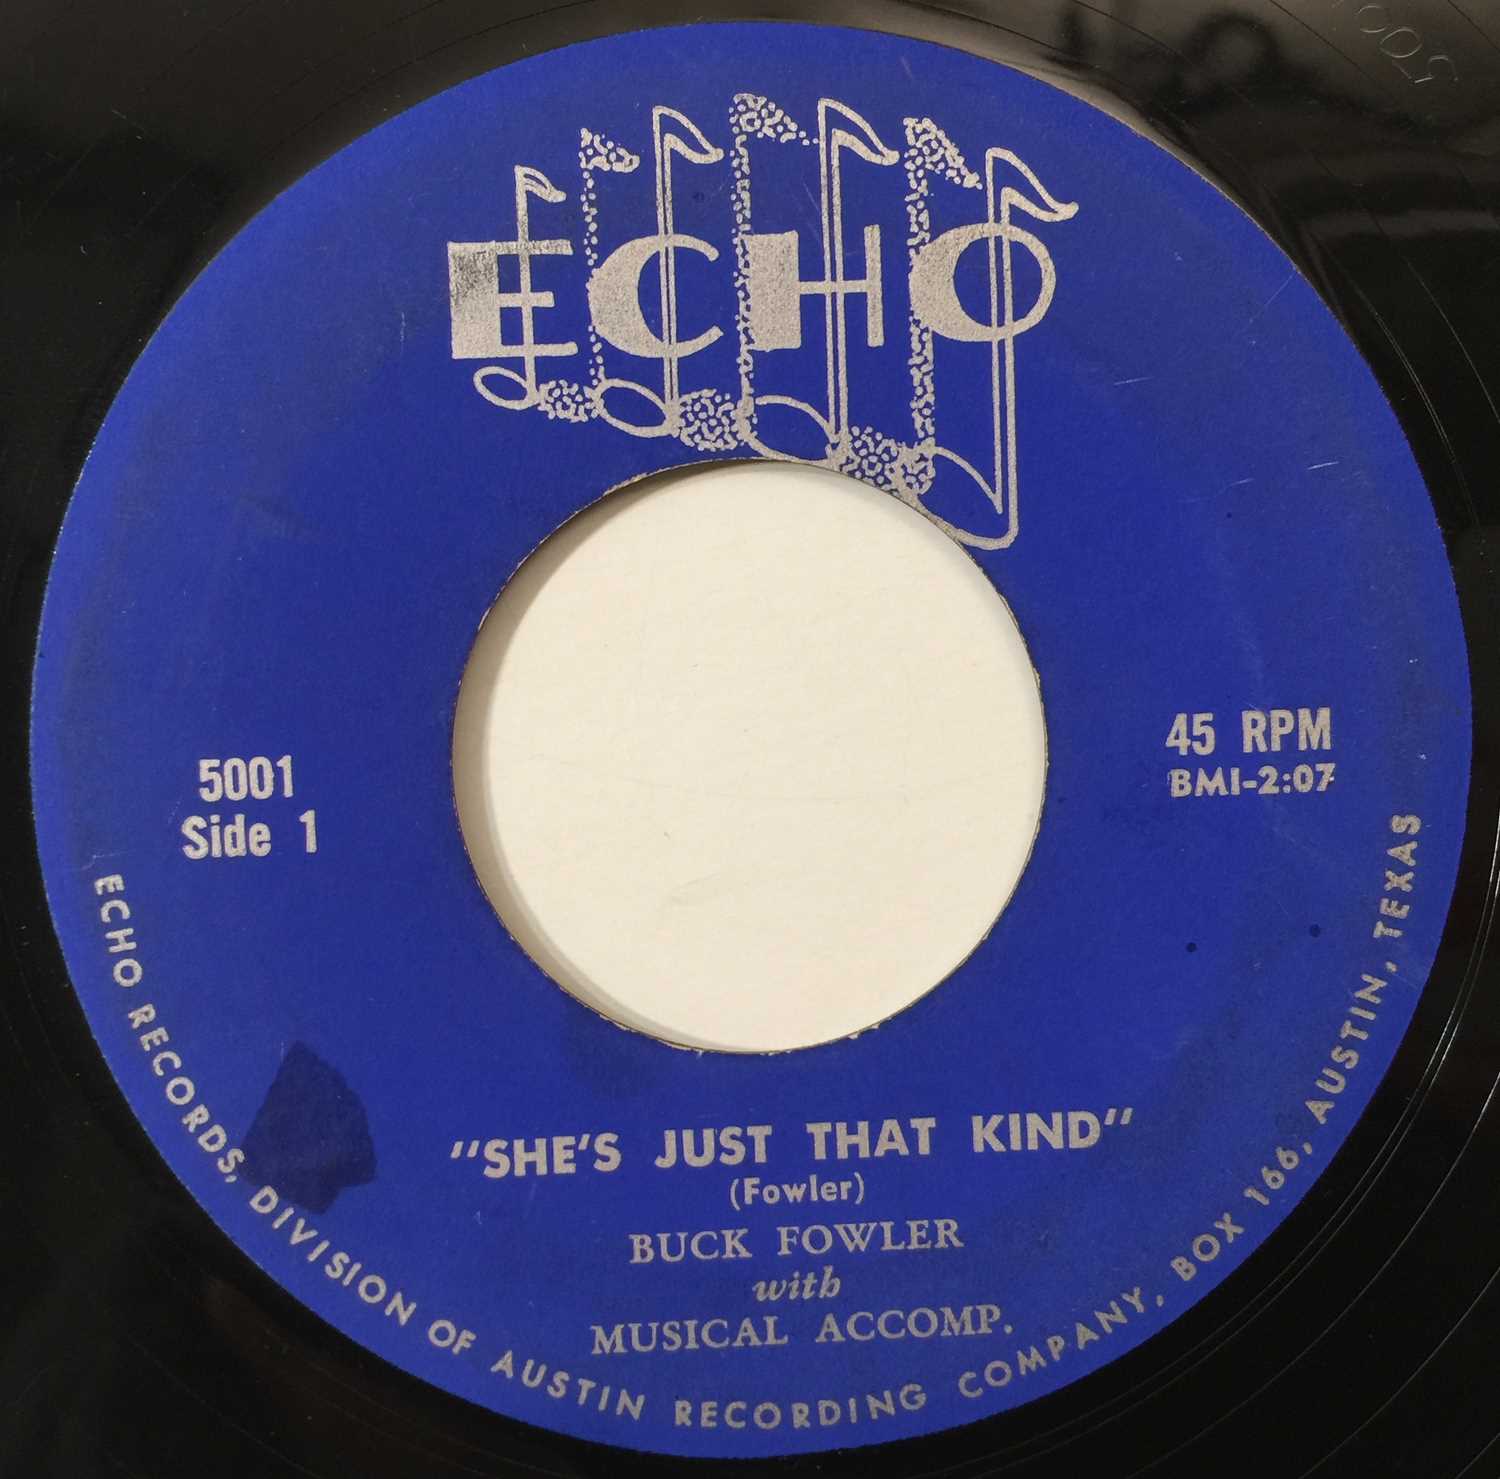 ECHO
5001
Side 1
45 RPM
BMI-2:07
"SHE'S JUST THAT KIND"
(Fowler)
BUCK FOWLER
with
MUSICAL ACCOMP.
ECHO RECORDS, DIVISION OF AUSTIN RECORDING COMPANY, BOX 166, AUSTIN, TEXAS